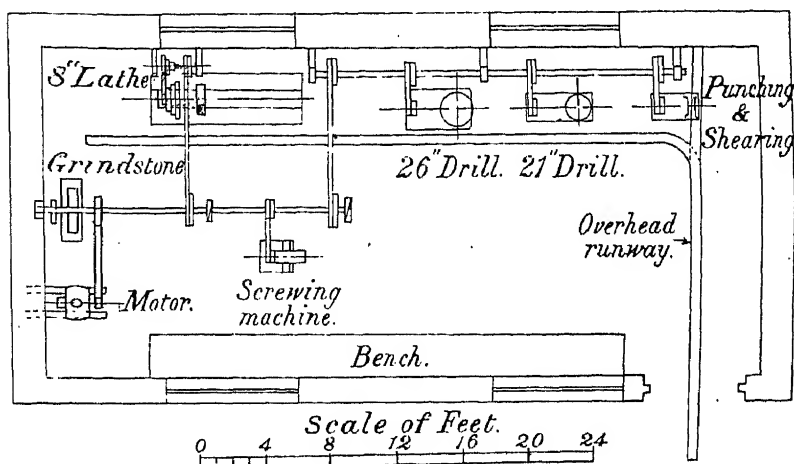 8" Lathe
Punching
&
Shearing
Grindstone
26" Drill. 21" Drill.
Overhead
runway.
Motor.
Screwing
machine.
Bench.
Scale of Feet.
0 4 8 12 16 20 24